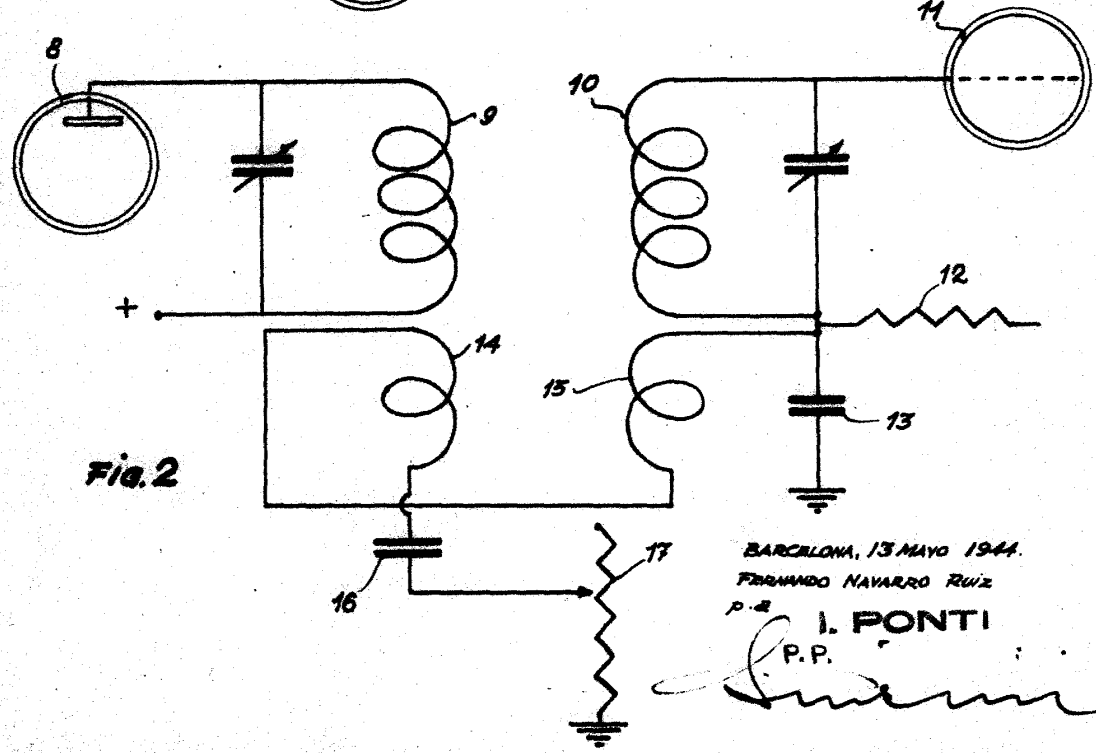 11
8
10
9
+
12
14
15
13
Fig. 2
16
17
BARCELONA, 13 MAYO 1944.
FERNANDO NAVARRO RUIZ
p.a
I. PONTI
P.P.